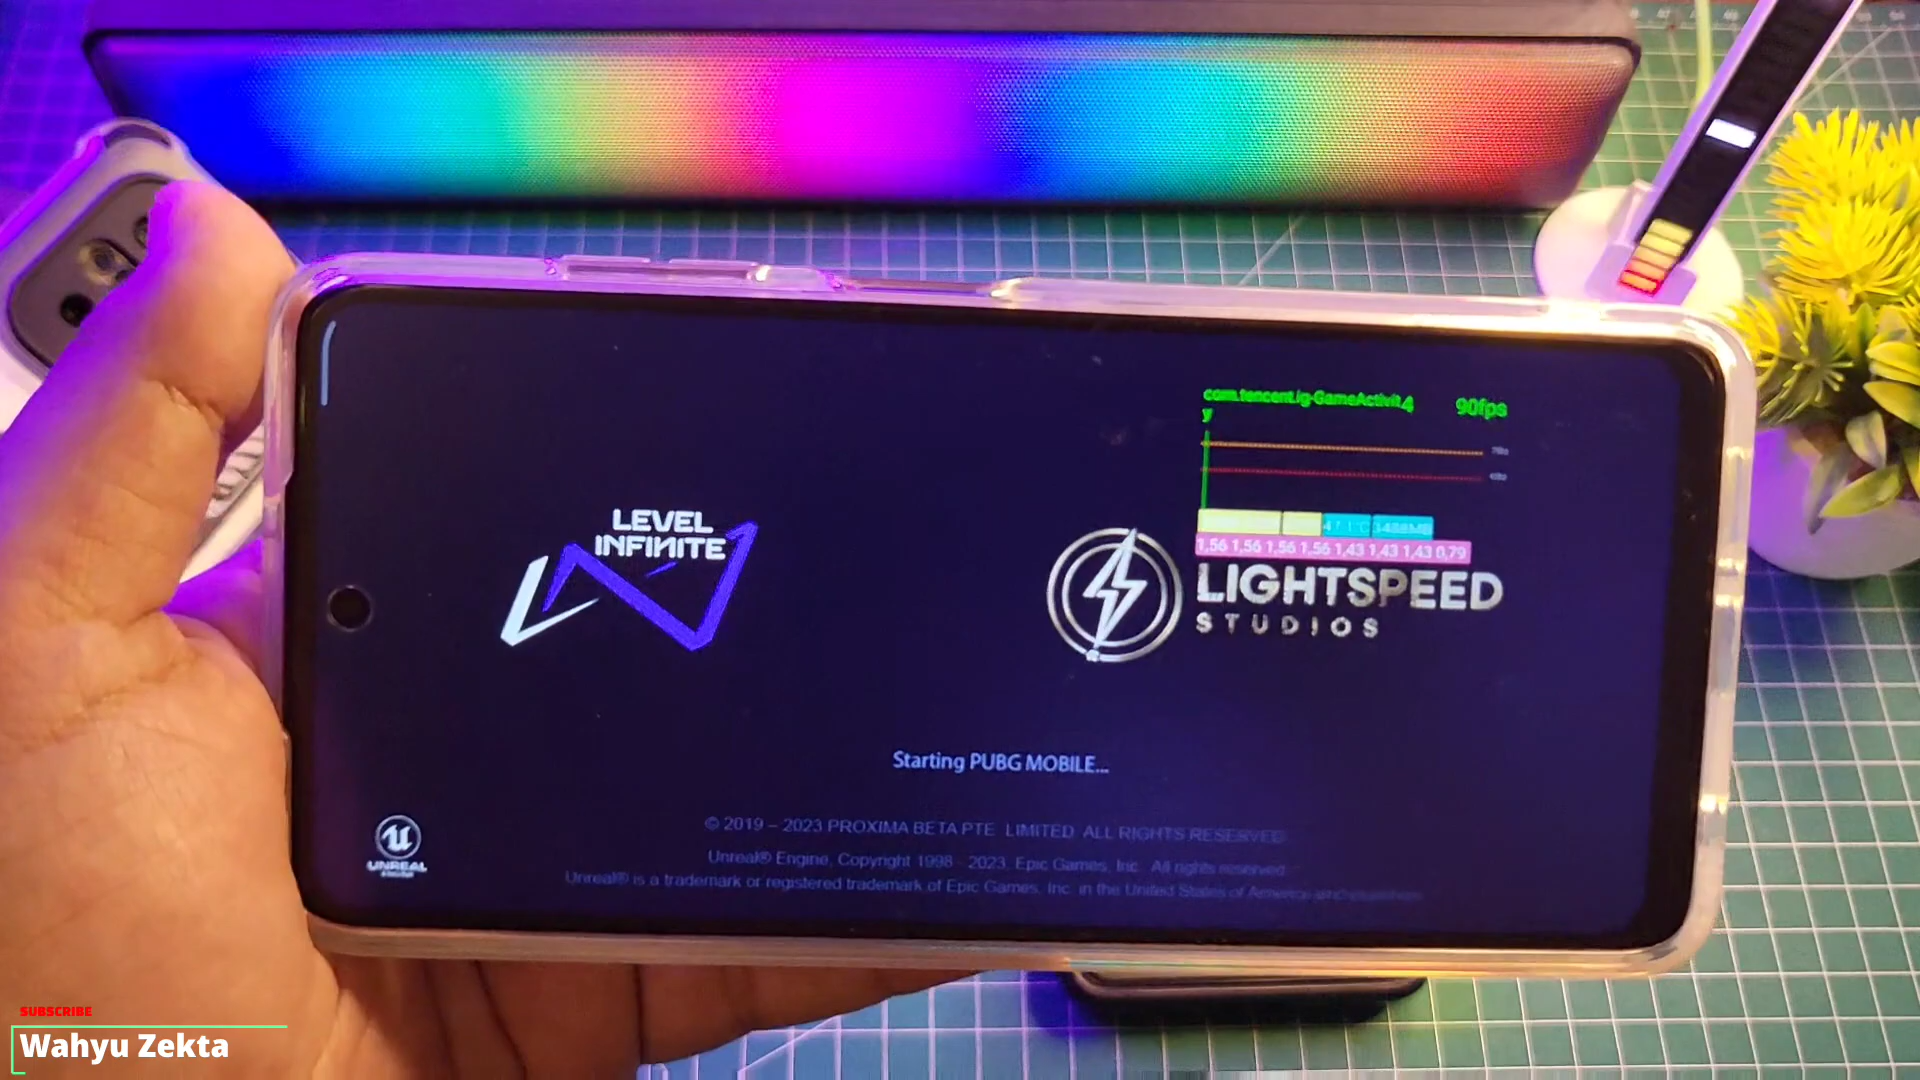 com.tencent.ig-GameActivit 4
y
90fps
LEVEL
INFINITE
1,56 1,56 1,56 1,56 1,43 1,43 1,43 0,79
LIGHTSPEED
STUDIOS
Starting PUBG MOBILE...
© 2019 – 2023 PROXIMA BETA PTE. LIMITED. ALL RIGHTS RESERVED.
Unreal® Engine, Copyright 1998 - 2023, Epic Games, Inc. All rights reserved.
Unreal® is a trademark or registered trademark of Epic Games, Inc. in the United States of America
UNREAL
SUBSCRIBE
Wahyu Zekta